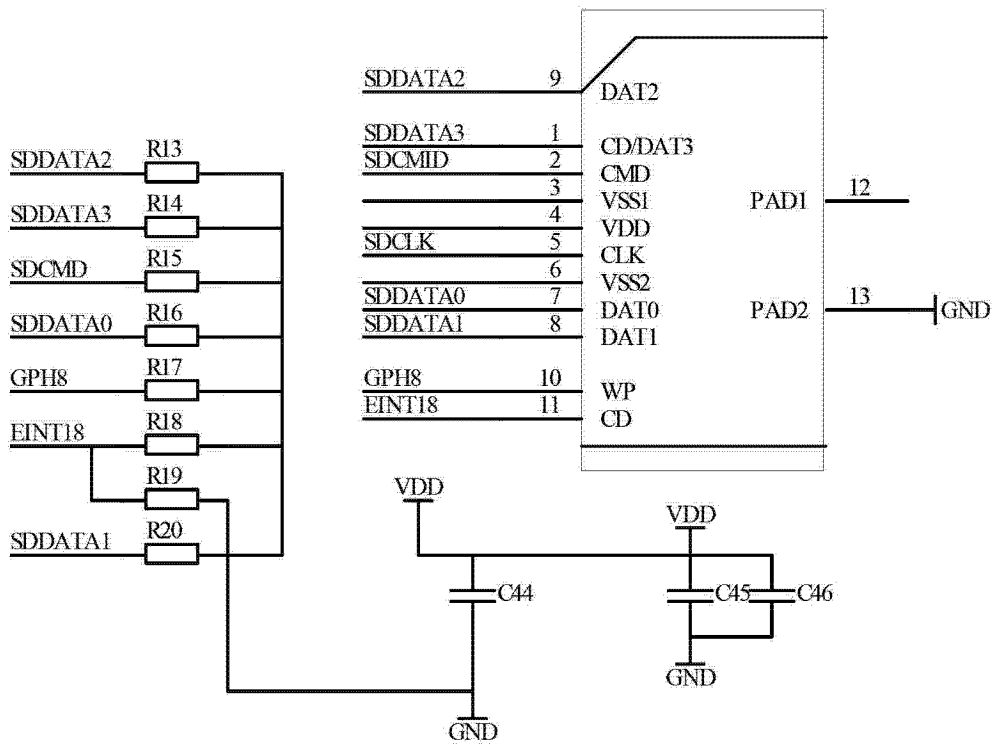 SDDATA2 R13
SDDATA3 R14
SDCMD R15
SDDATA0 R16
GPH8 R17
EINT18 R18
R19
SDDATA1 R20
SDDATA2 9 DAT2
SDDATA3 1 CD/DAT3
SDCMID 2 CMD
3 VSS1
4 VDD
SDCLK 5 CLK
6 VSS2
SDDATA0 7 DAT0
SDDATA1 8 DAT1
GPH8 10 WP
EINT18 11 CD
PAD1 12
PAD2 13 GND
VDD
VDD
C44
C45
C46
GND
GND